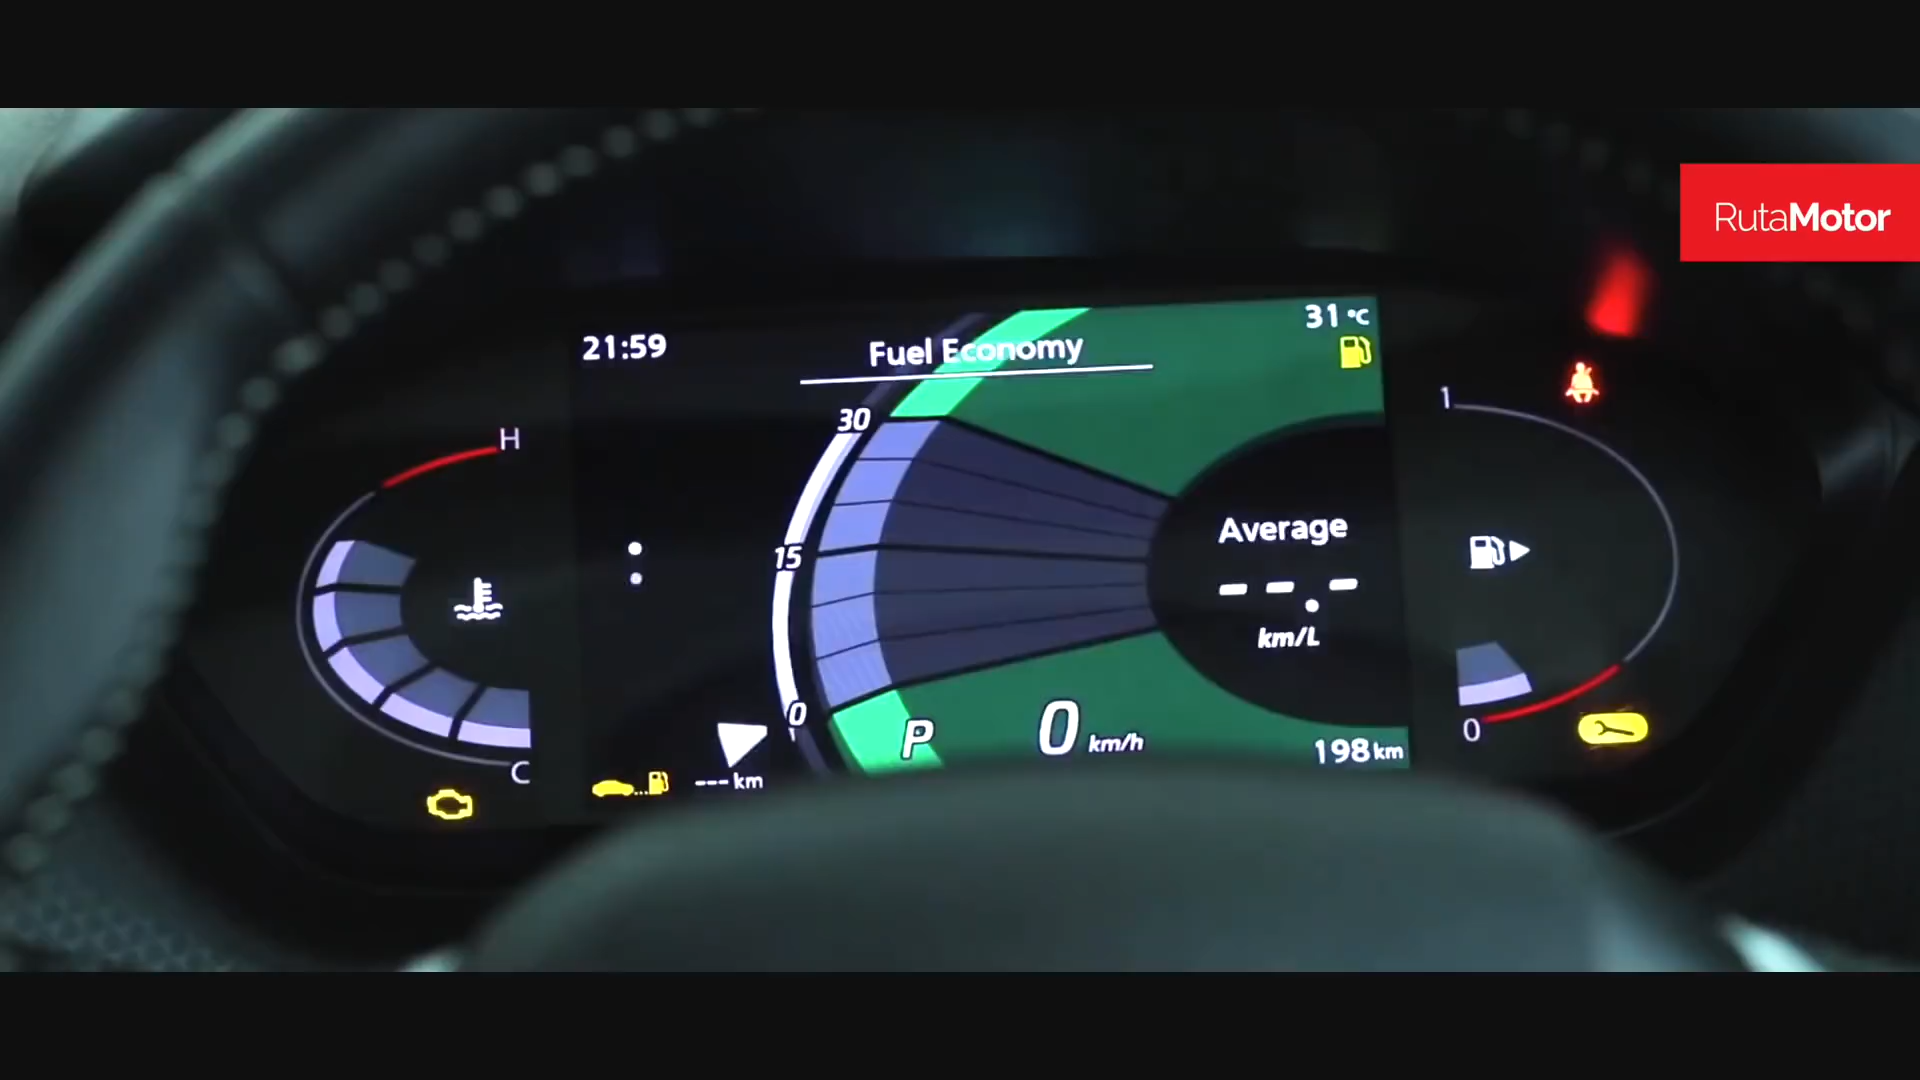 RutaMotor
21:59
Fuel Economy
31 °C
H
30
1
15
Average
-- -.-
km/L
0
0
P
0 km/h
198 km
C
--- km